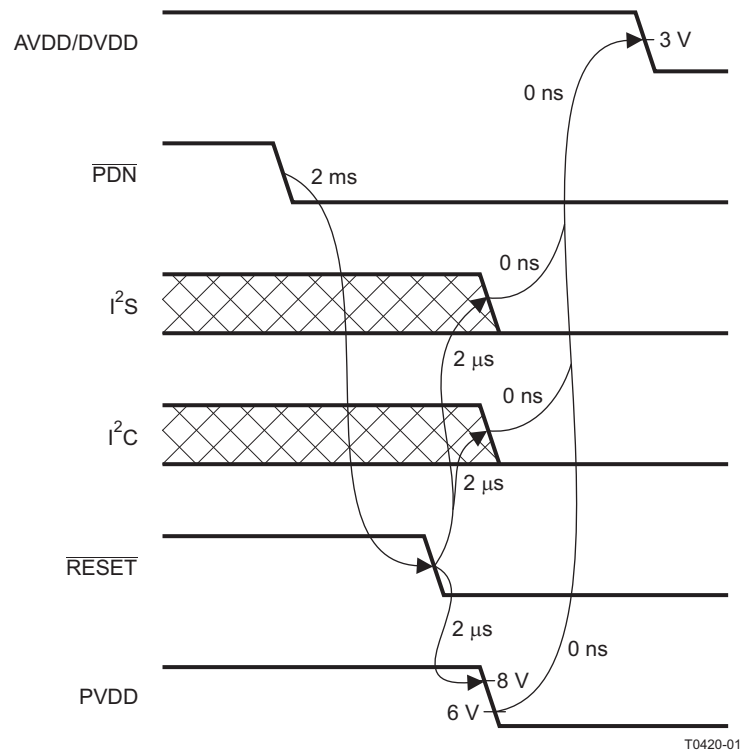 AVDD/DVDD
3 V
0 ns
PDN
2 ms
I²S
0 ns
2 μs
I²C
0 ns
2 μs
RESET
2 μs
0 ns
PVDD
8 V
6 V
T0420-01